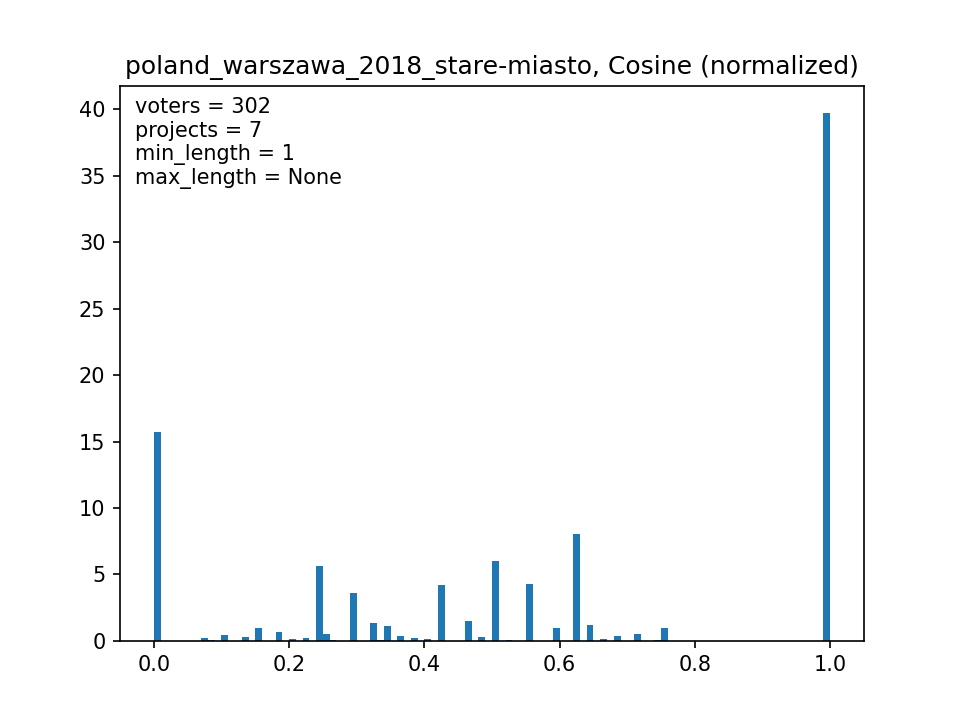 poland_warszawa_2018_stare-miasto, Cosine (normalized)
voters = 302
projects = 7
min_length = 1
max_length = None
40
35
30
25
20
15
10
5
0
0.0 0.2 0.4 0.6 0.8 1.0